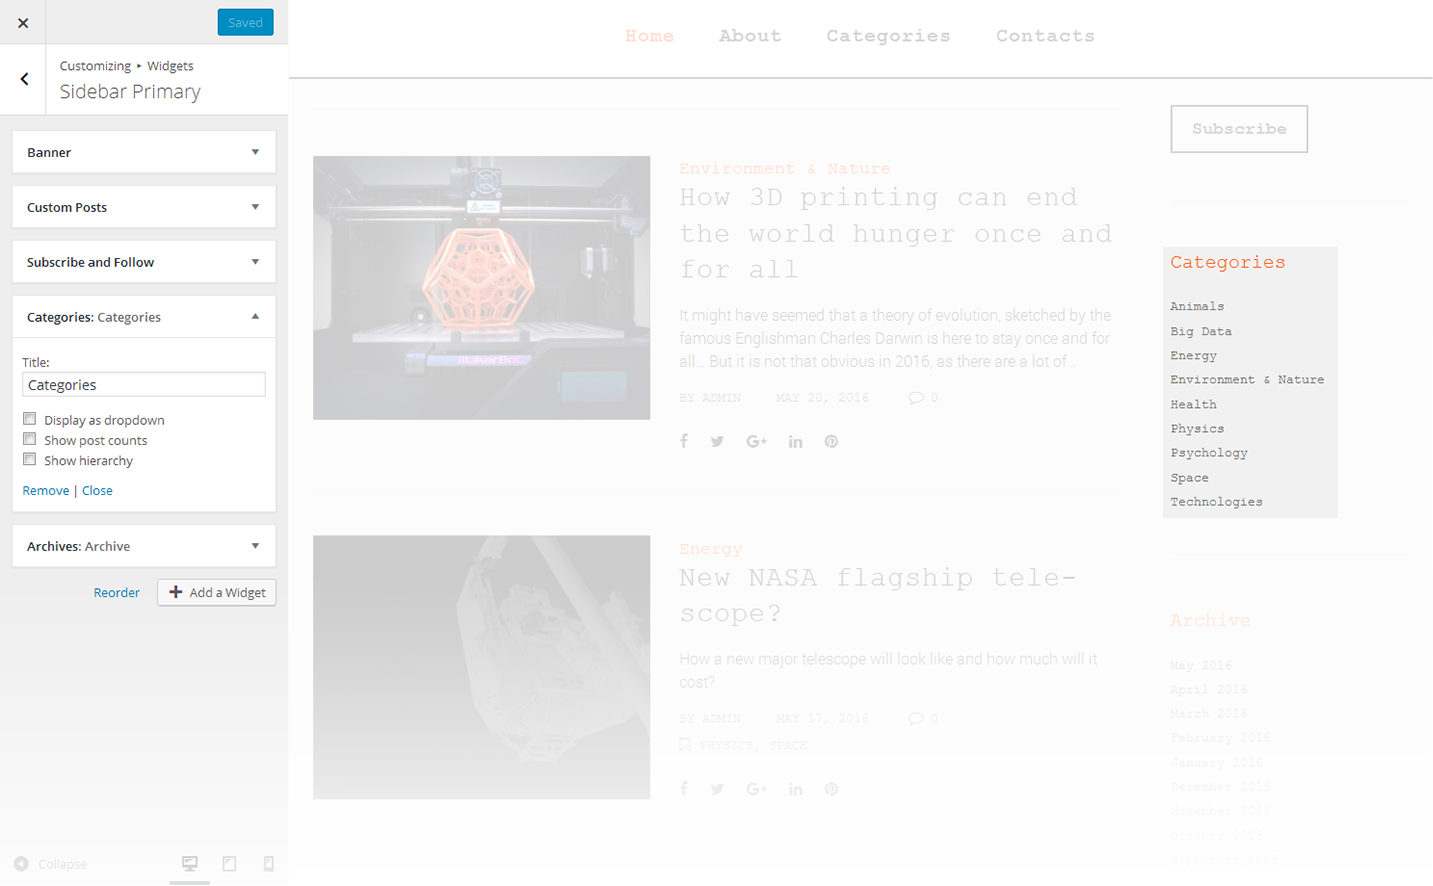 Saved
Customizing ▸ Widgets
Sidebar Primary
Banner
Custom Posts
Subscribe and Follow
Categories: Categories
Title:
Categories
Display as dropdown
Show post counts
Show hierarchy
Remove | Close
Archives: Archive
Reorder
Add a Widget
Collapse
Home About Categories Contacts
Environment & Nature
How 3D printing can end
the world hunger once and
for all
It might have seemed that a theory of evolution, sketched by the
famous Englishman Charles Darwin is here to stay once and for
all... But it is not that obvious in 2016, as there are a lot of...
BY ADMIN MAY 20, 2016 0
MakerBot
Energy
New NASA flagship tele-
scope?
How a new major telescope will look like and how much will it
cost?
BY ADMIN MAY 17, 2016 0
PHYSICS, SPACE
Subscribe
Categories
Animals
Big Data
Energy
Environment & Nature
Health
Physics
Psychology
Space
Technologies
Archive
May 2016
April 2016
March 2016
February 2016
January 2016
December 2015
November 2015
October 2015
September 2015